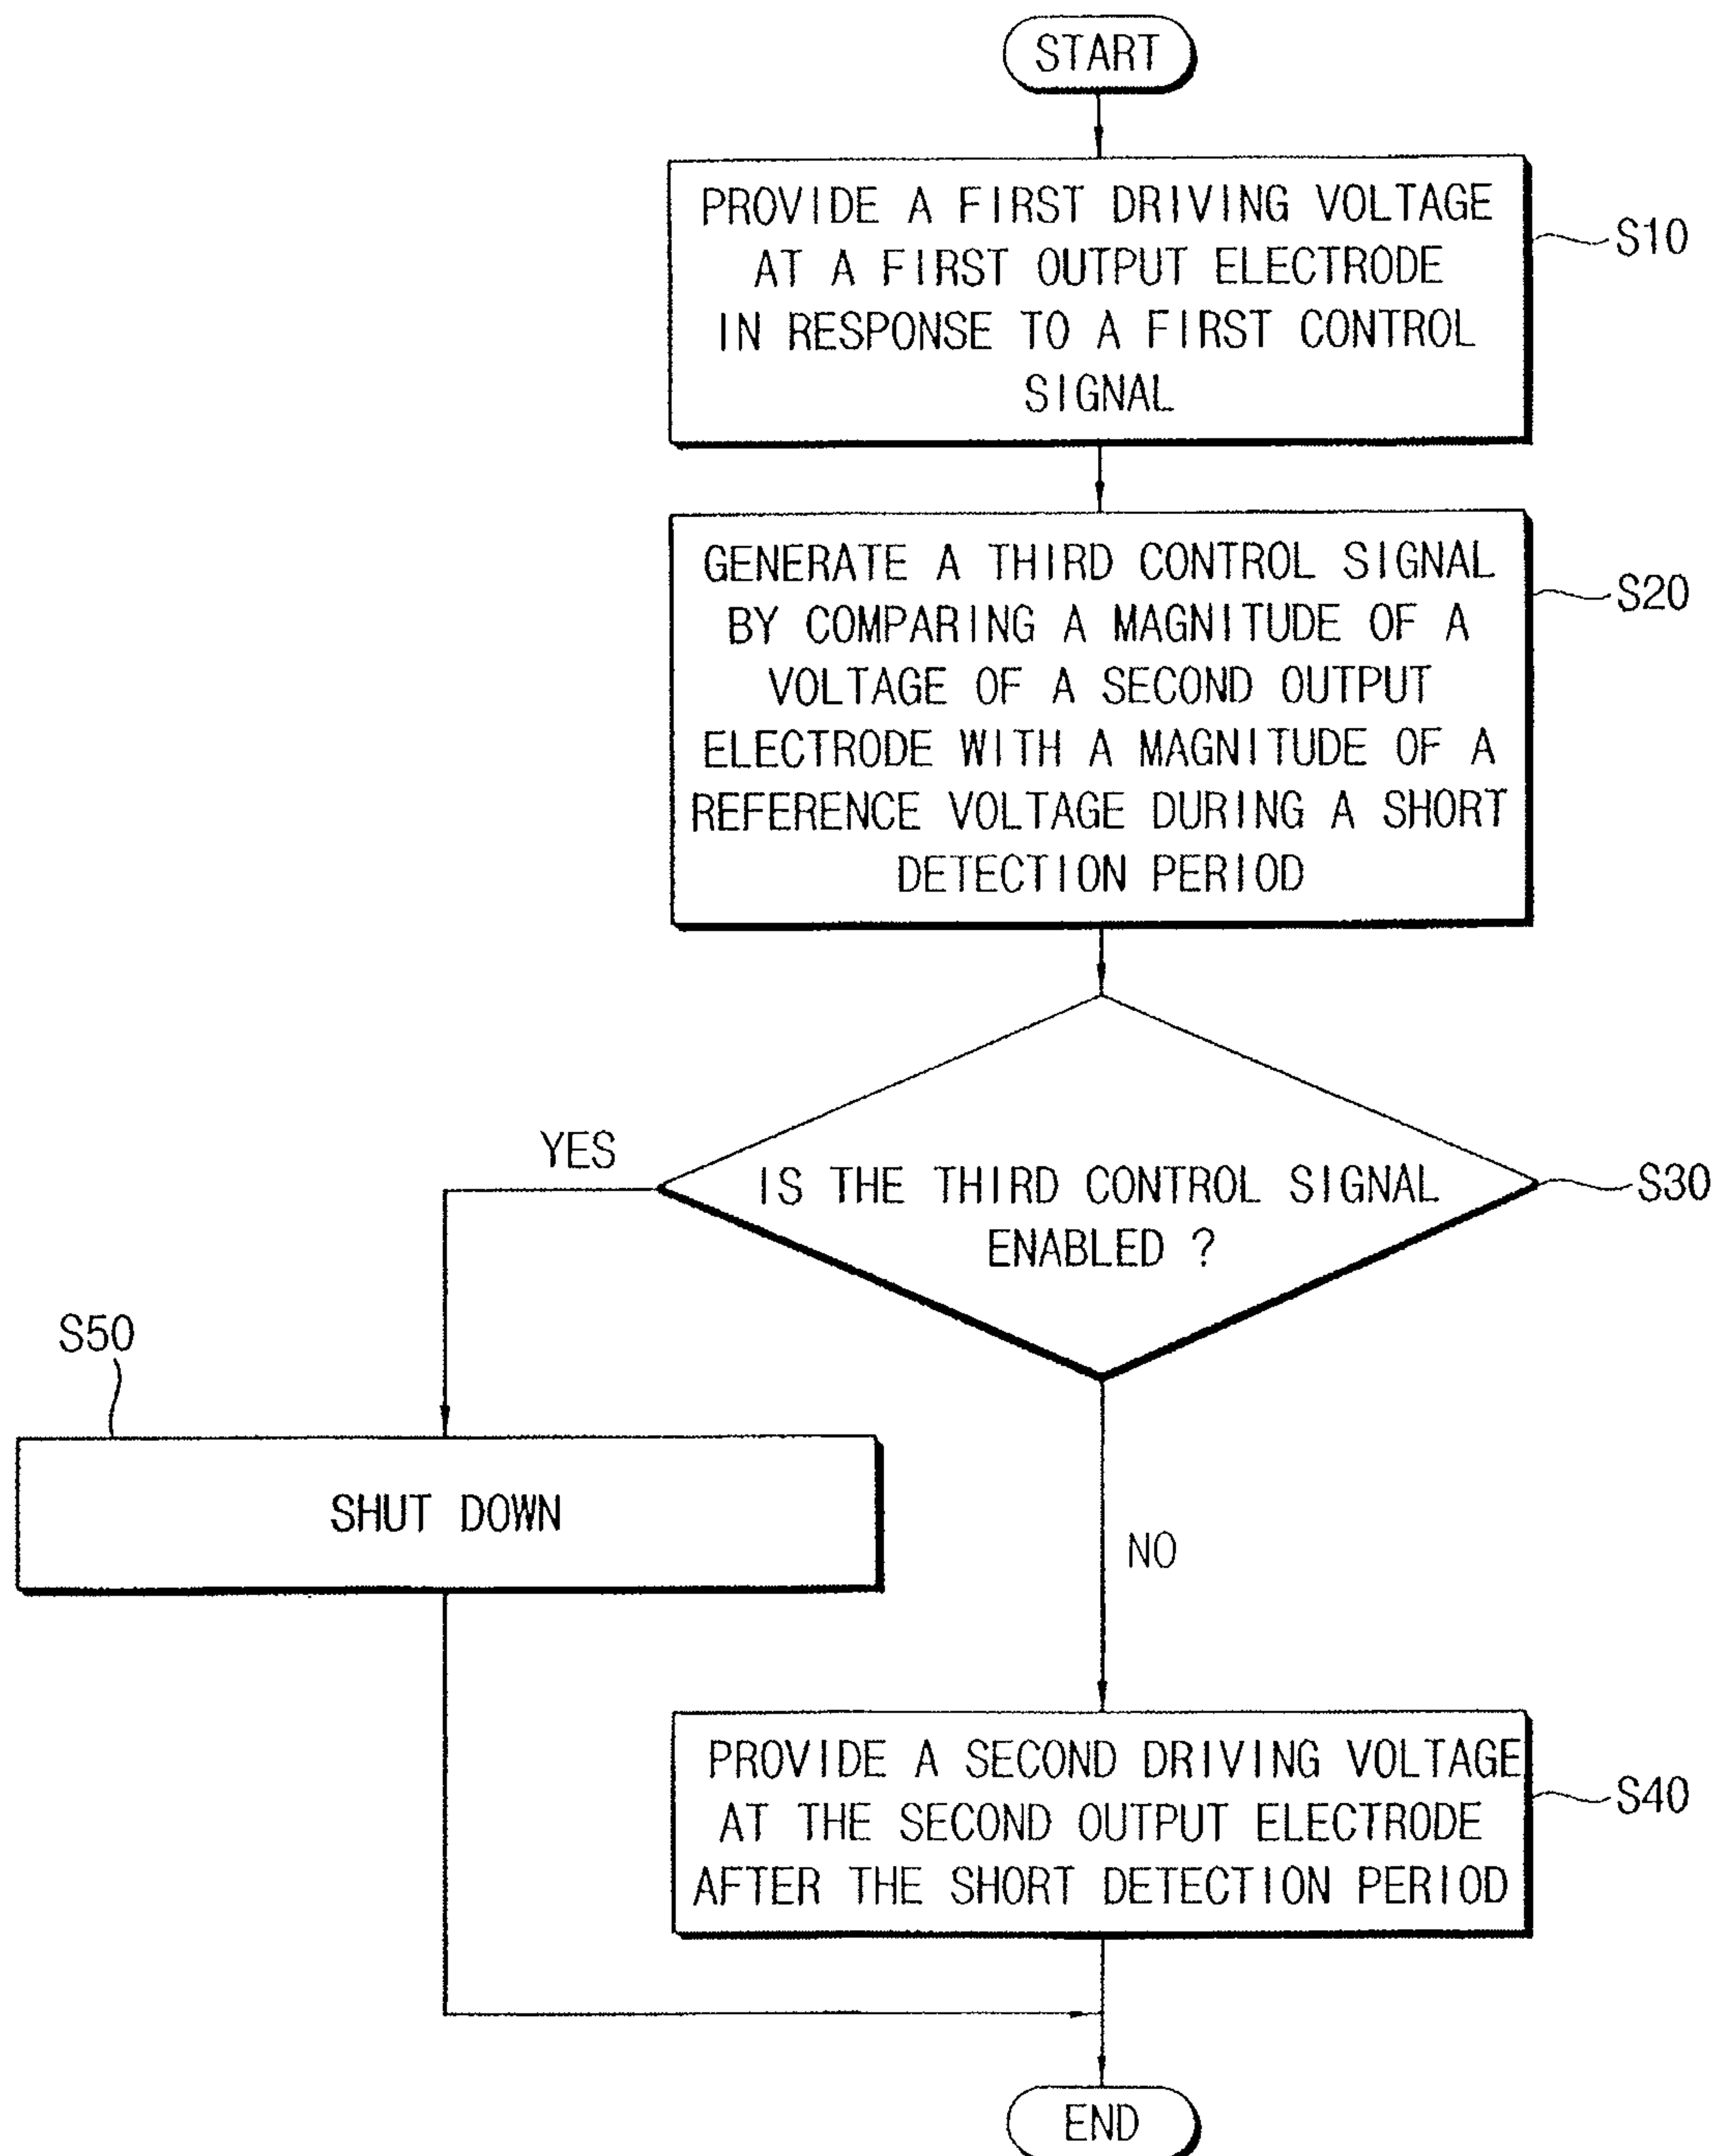 START
PROVIDE A FIRST DRIVING VOLTAGE
AT A FIRST OUTPUT ELECTRODE
IN RESPONSE TO A FIRST CONTROL
SIGNAL
S10
GENERATE A THIRD CONTROL SIGNAL
BY COMPARING A MAGNITUDE OF A
VOLTAGE OF A SECOND OUTPUT
ELECTRODE WITH A MAGNITUDE OF A
REFERENCE VOLTAGE DURING A SHORT
DETECTION PERIOD
S20
YES
IS THE THIRD CONTROL SIGNAL
ENABLED ?
S30
S50
SHUT DOWN
NO
PROVIDE A SECOND DRIVING VOLTAGE
AT THE SECOND OUTPUT ELECTRODE
AFTER THE SHORT DETECTION PERIOD
S40
END